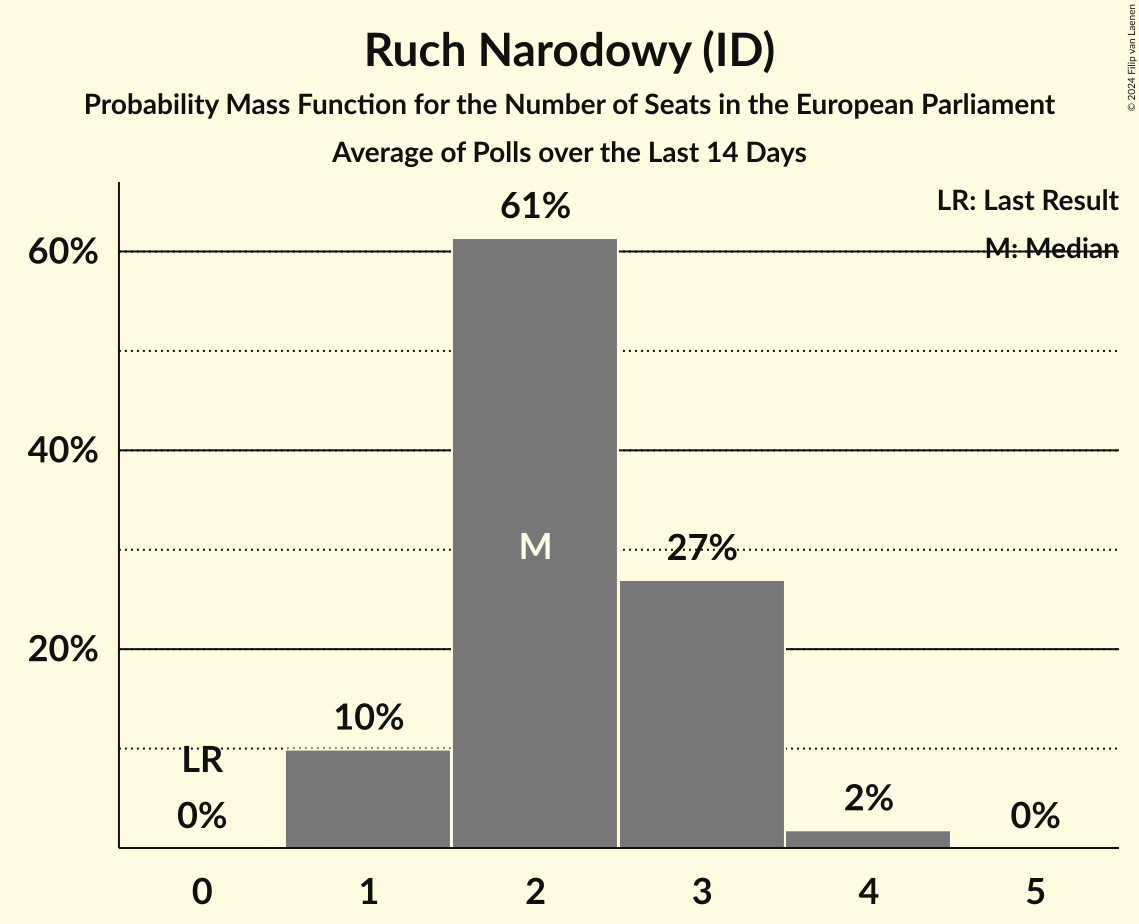 Ruch Narodowy (ID)
Probability Mass Function for the Number of Seats in the European Parliament
Average of Polls over the Last 14 Days
© 2024 Filip van Laenen
LR: Last Result
M: Median
61%
60%
40%
M
27%
20%
10%
LR
0%
2%
0%
0 1 2 3 4 5